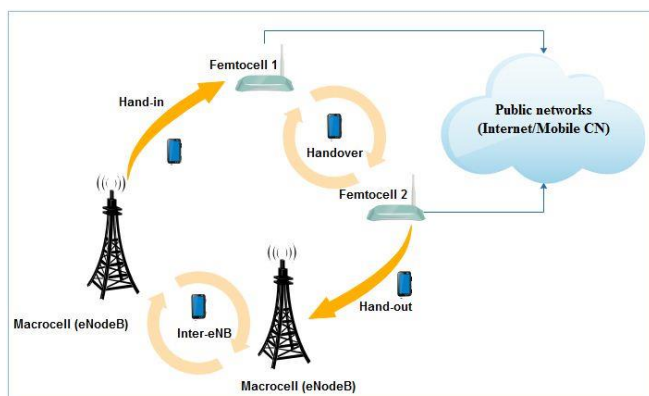 Femtocell 1
Hand-in
Public networks
(Internet/Mobile CN)
Handover
Femtocell 2
Hand-out
Macrocell (eNodeB)
Inter-eNB
Macrocell (eNodeB)